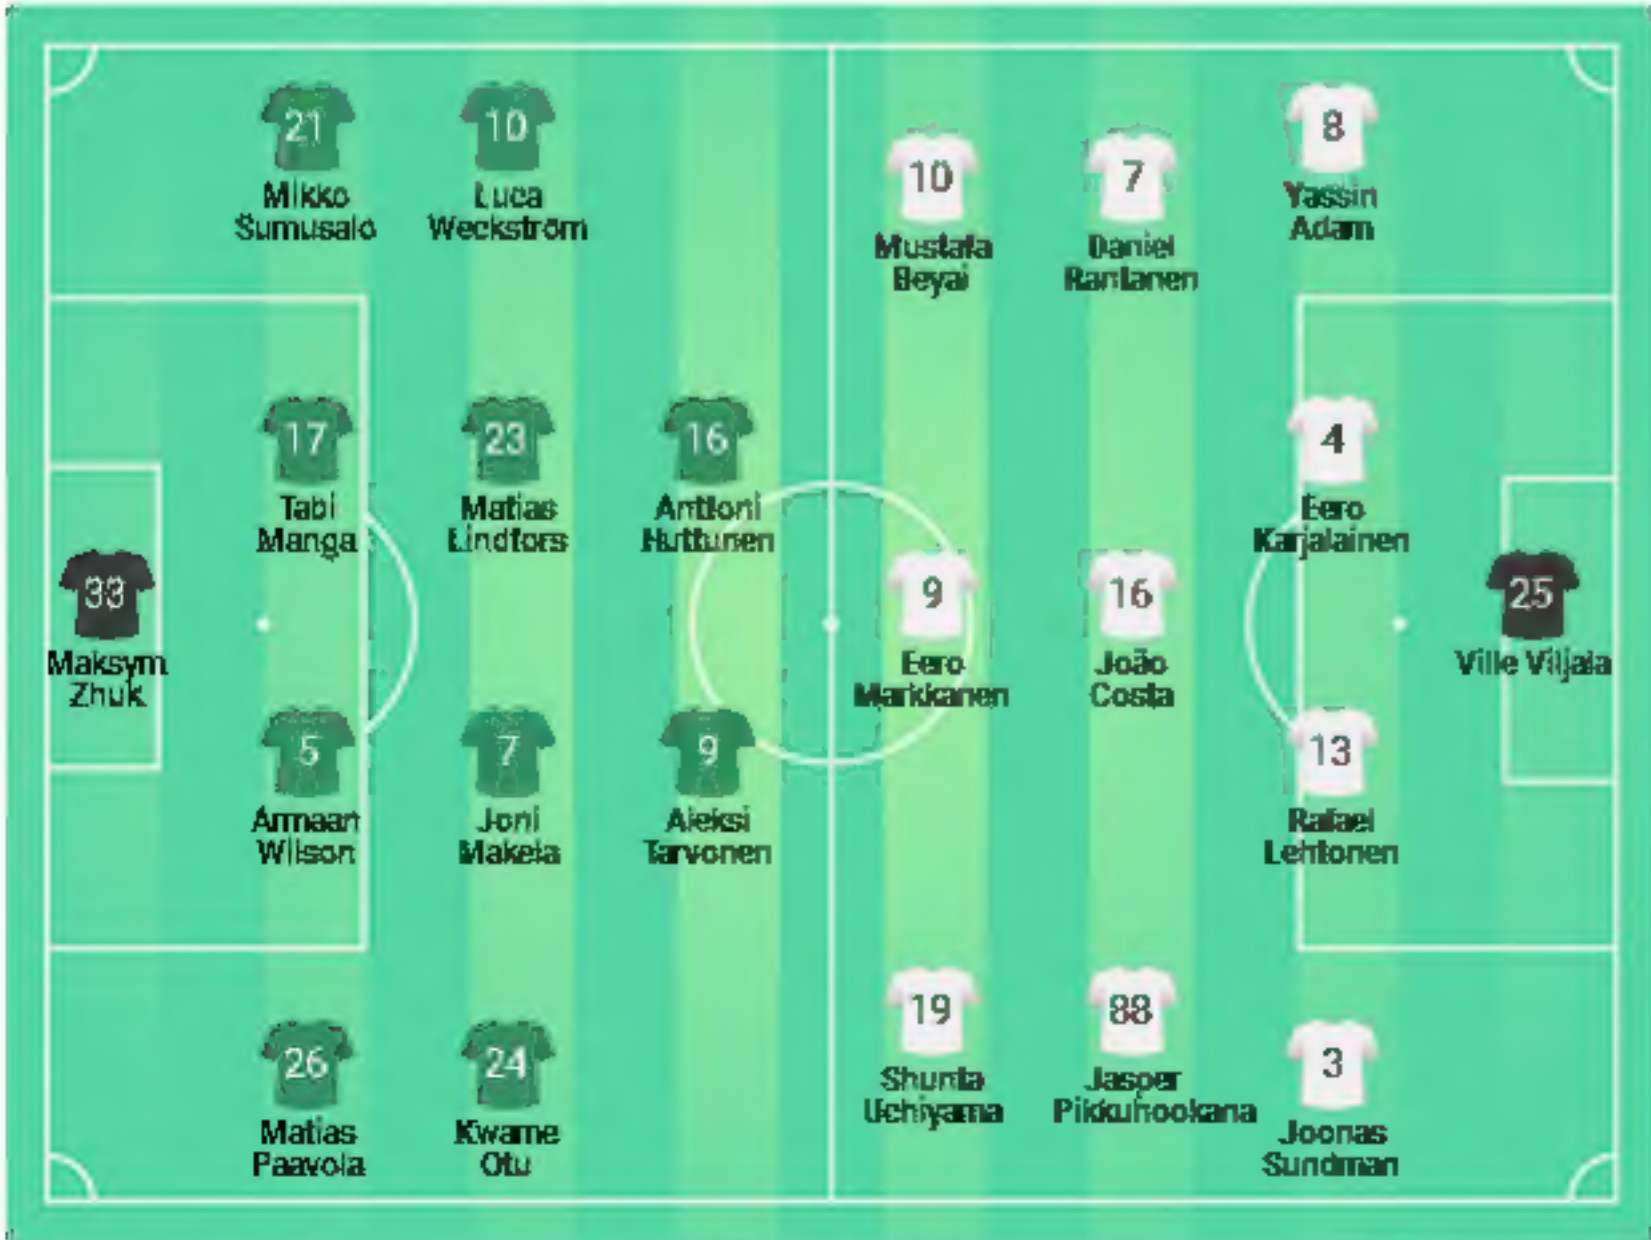 21
Mikko
Sumusalo
10
Luca
Weckström
17
Tabi
Manga
23
Matias
Lindfors
16
Anttoni
Huttunen
33
Maksym
Zhuk
5
Armaan
Wilson
7
Joni
Mäkelä
9
Aleksi
Tarvonen
26
Matias
Paavola
24
Kwame
Otu
10
Mustafa
Beyai
7
Daniel
Rantanen
8
Yassin
Adam
4
Eero
Karjalainen
9
Eero
Markkanen
16
João
Costa
25
Ville Viljala
13
Rafael
Lehtonen
19
Shunta
Uchiyama
88
Jasper
Pikkuhookana
3
Joonas
Sundman